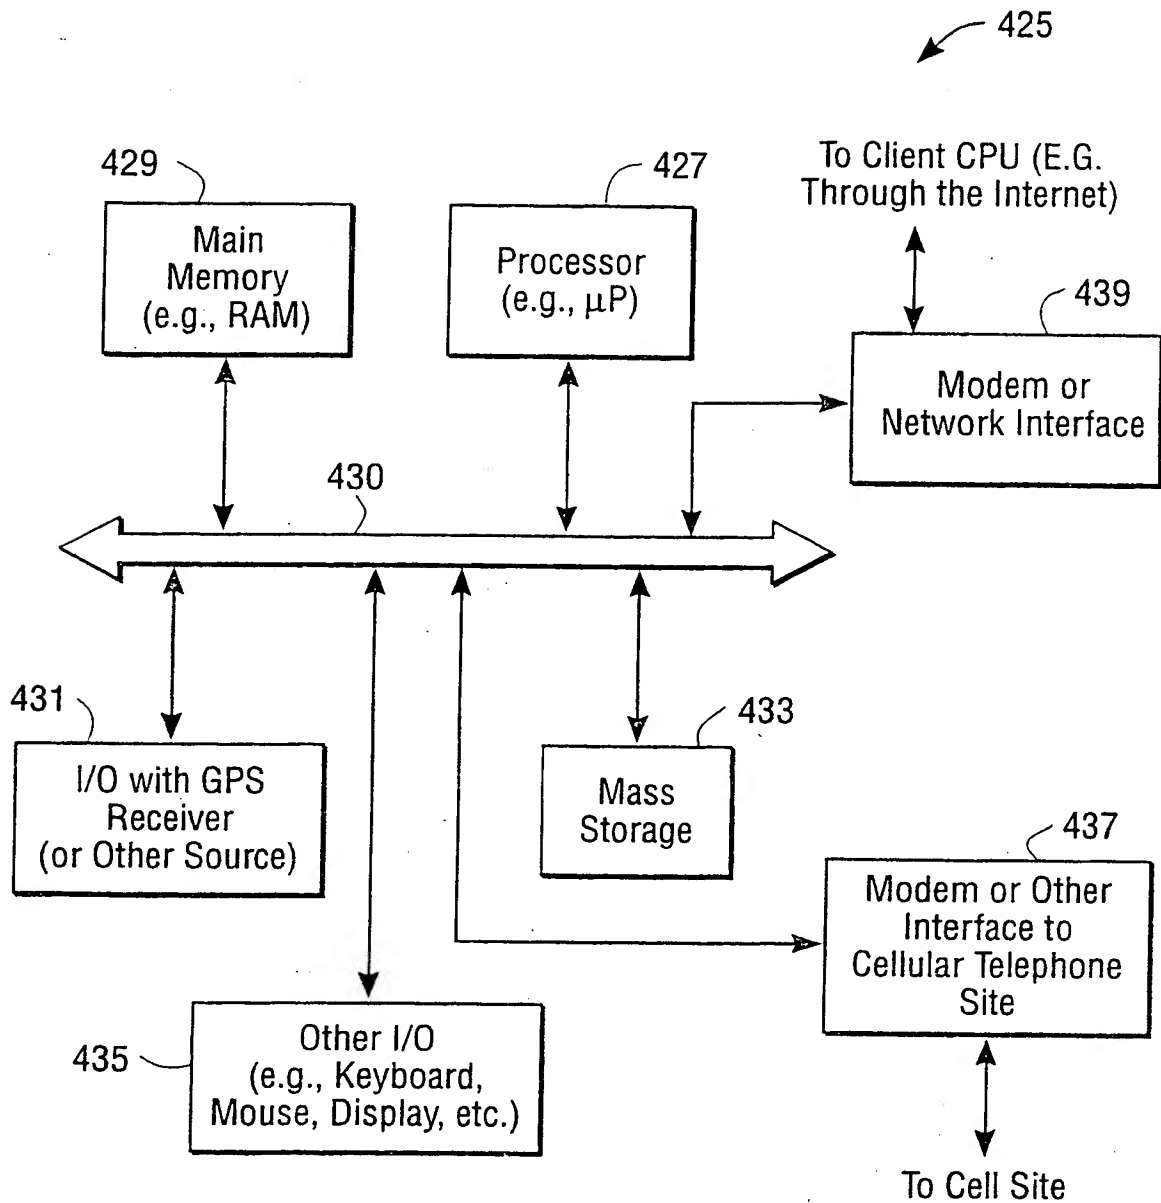 425
To Client CPU (E.G.
Through the Internet)
429
Main
Memory
(e.g., RAM)
427
Processor
(e.g., μP)
439
Modem or
Network Interface
430
431
I/O with GPS
Receiver
(or Other Source)
433
Mass
Storage
437
Modem or Other
Interface to
Cellular Telephone
Site
435
Other I/O
(e.g., Keyboard,
Mouse, Display, etc.)
To Cell Site